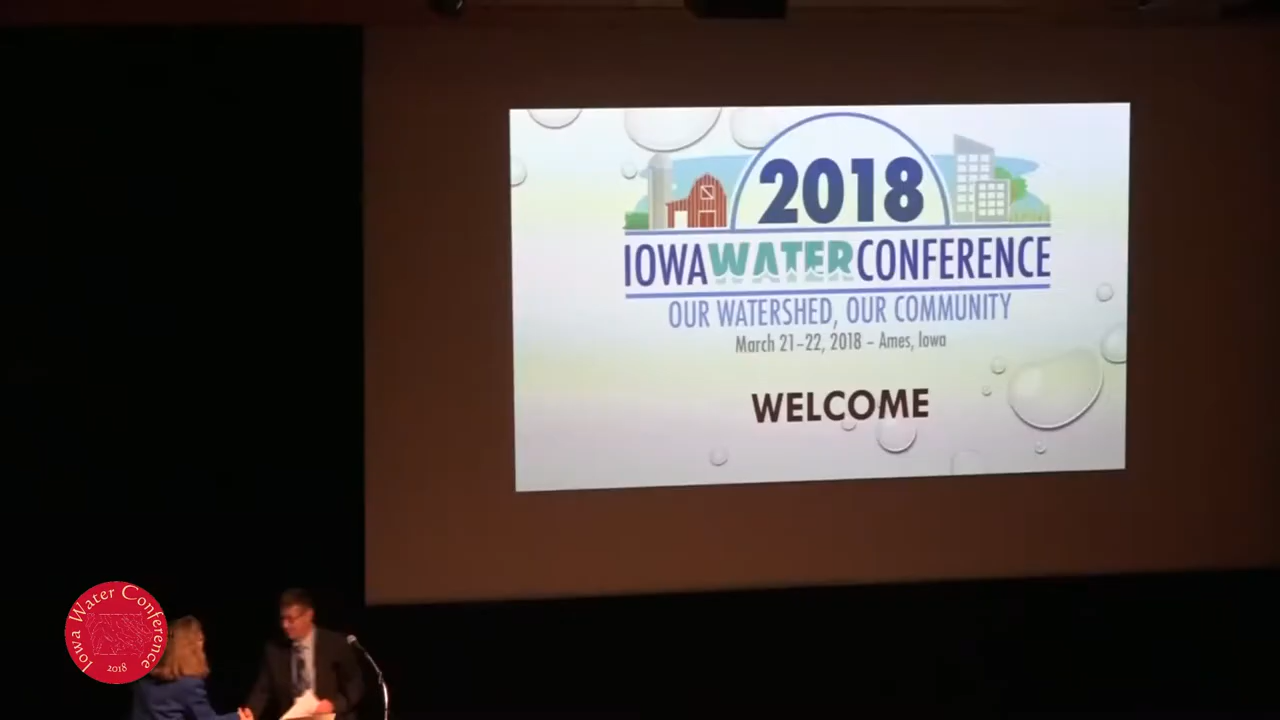 2018
IOWA WATER CONFERENCE
OUR WATERSHED, OUR COMMUNITY
March 21–22, 2018 – Ames, Iowa
WELCOME
Iowa Water Conference
2018